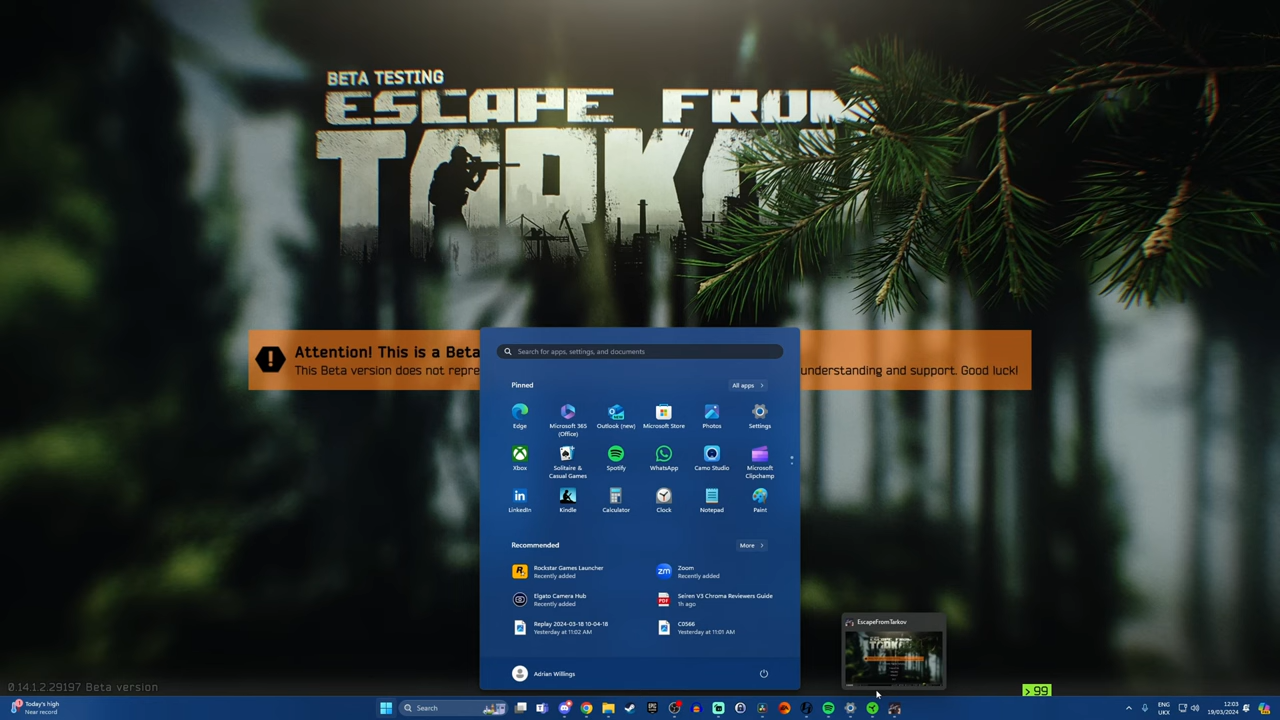 BETA TESTING
ESCAPE FROM
Attention! This is a Beta
This Beta version does not repre
understanding and support. Good luck!
Search for apps, settings, and documents
Pinned
All apps
Edge
Microsoft 365
(Office)
Outlook (new)
Microsoft Store
Photos
Settings
Xbox
Solitaire &
Casual Games
Spotify
WhatsApp
Camo Studio
Microsoft
Clipchamp
LinkedIn
Kindle
Calculator
Clock
Notepad
Paint
Recommended
More
Rockstar Games Launcher
Recently added
Zoom
Recently added
Elgato Camera Hub
Recently added
Seiren V3 Chroma Reviewers Guide
1h ago
Replay 2024-03-18 10-04-18
Yesterday at 11:02 AM
C0566
Yesterday at 11:01 AM
Adrian Willings
EscapeFromTarkov
0.14.1.2.29197 Beta version
>99
Today's high
Near record
Search
ENG
UKX
12:03
19/03/2024